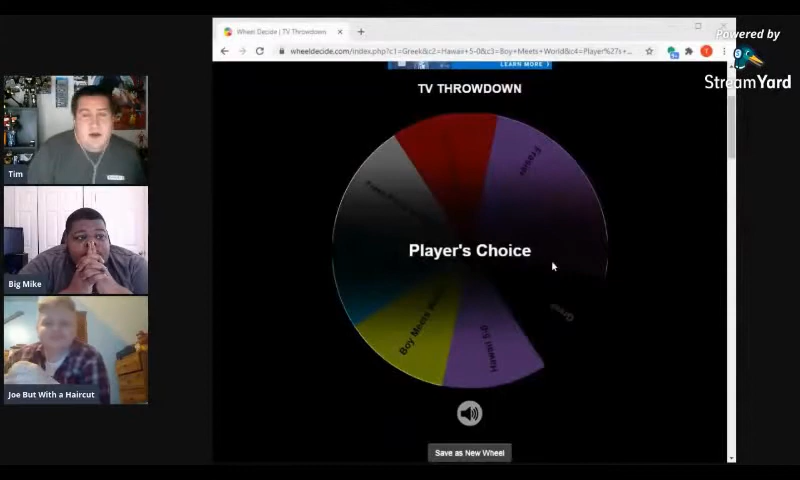 Wheel Decide | TV Throwdown
wheeldecide.com/index.php?c1=Greek&c2=Hawaii+5-0&c3=Boy+Meets+World&c4=Player%27s+...
Powered by
StreamYard
LEARN MORE
TV THROWDOWN
Frasier
Player's Choice
Greek
Hawaii 5-0
Boy Meets World
Tim
Big Mike
Joe But With a Haircut
Save as New Wheel